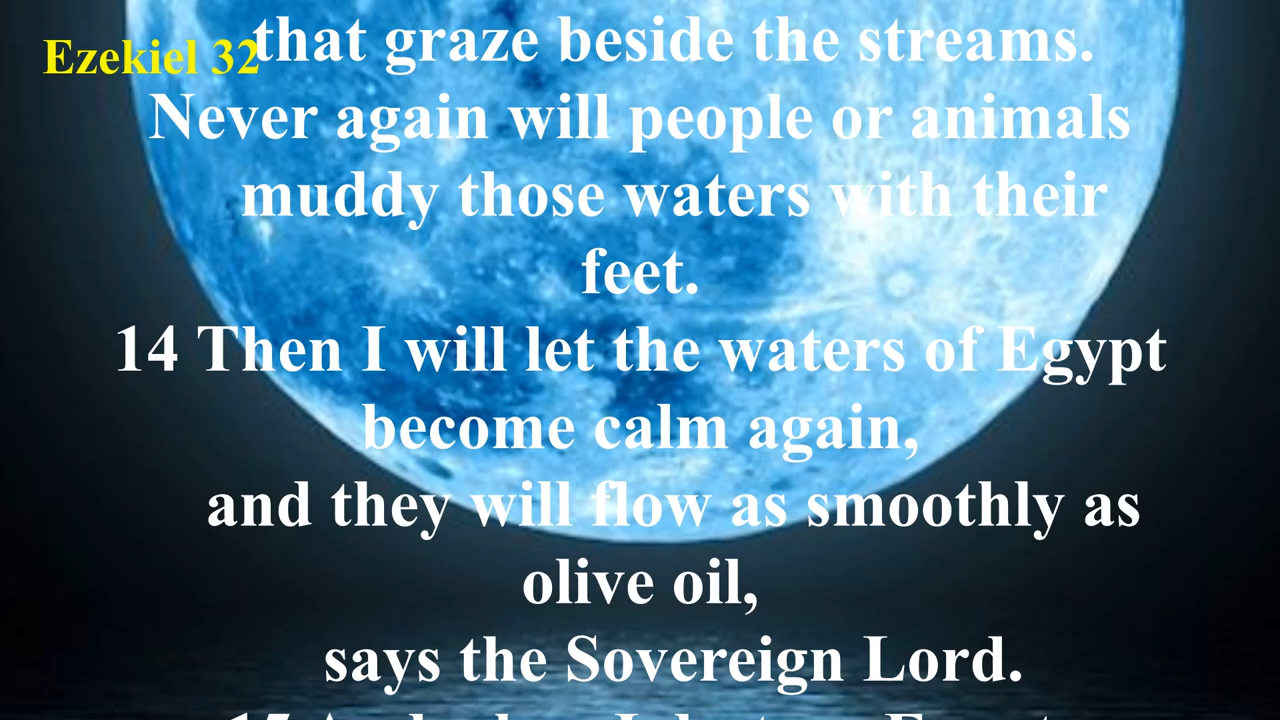 Ezekiel 32
that graze beside the streams.
Never again will people or animals
muddy those waters with their
feet.
14 Then I will let the waters of Egypt
become calm again,
and they will flow as smoothly as
olive oil,
says the Sovereign Lord.